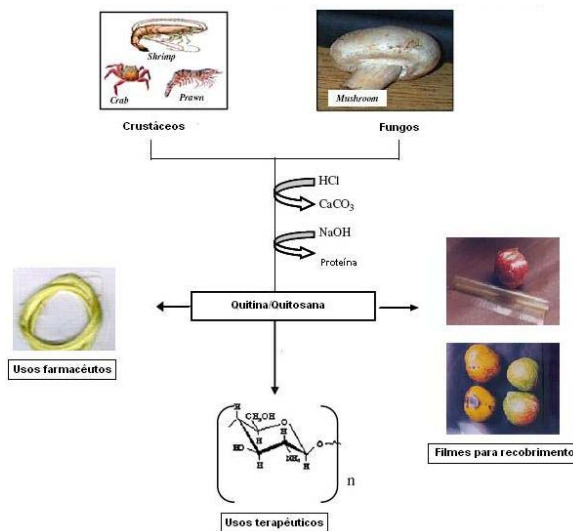 Shrimp
Crab
Prawn
Mushroom
Crustáceos
Fungos
HCl
CaCO₃
NaOH
Proteína
Quitina/Quitosana
Usos farmacéutos
Filmes para recobrimento
CH₂OH
H
O
H
HO
H
H
NH₂
H
O
n
Usos terapéuticos